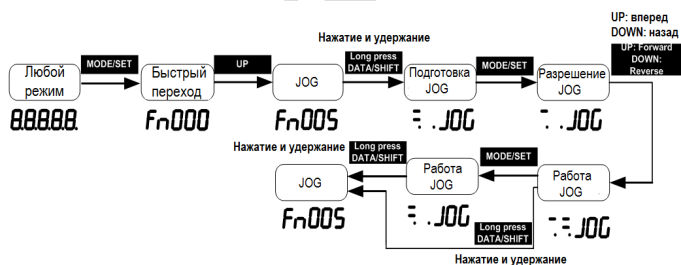 UP: вперед
DOWN: назад
Нажатие и удержание
Любой
режим
MODE/SET
Быстрый
переход
UP
JOG
Long press
DATA/SHIFT
Подготовка
JOG
MODE/SET
Разрешение
JOG
UP: Forward
DOWN:
Reverse
8.8.8.8.8.
Fn000
Fn005
. . JOG
. . JOG
Нажатие и удержание
JOG
Long press
DATA/SHIFT
Работа
JOG
MODE/SET
Работа
JOG
Fn005
. . JOG
Long press
DATA/SHIFT
. . JOG
Нажатие и удержание